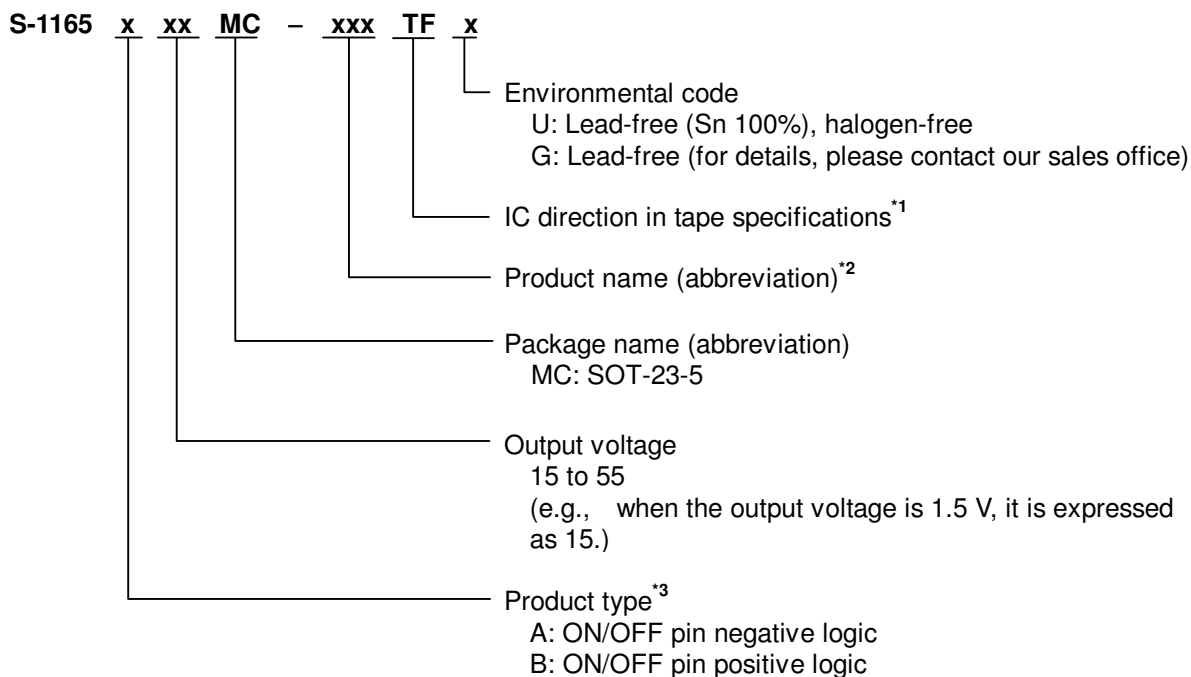 S-1165 x xx MC – xxx TF x
Environmental code
U: Lead-free (Sn 100%), halogen-free
G: Lead-free (for details, please contact our sales office)
IC direction in tape specifications*1
Product name (abbreviation)*2
Package name (abbreviation)
MC: SOT-23-5
Output voltage
15 to 55
(e.g., when the output voltage is 1.5 V, it is expressed
as 15.)
Product type*3
A: ON/OFF pin negative logic
B: ON/OFF pin positive logic